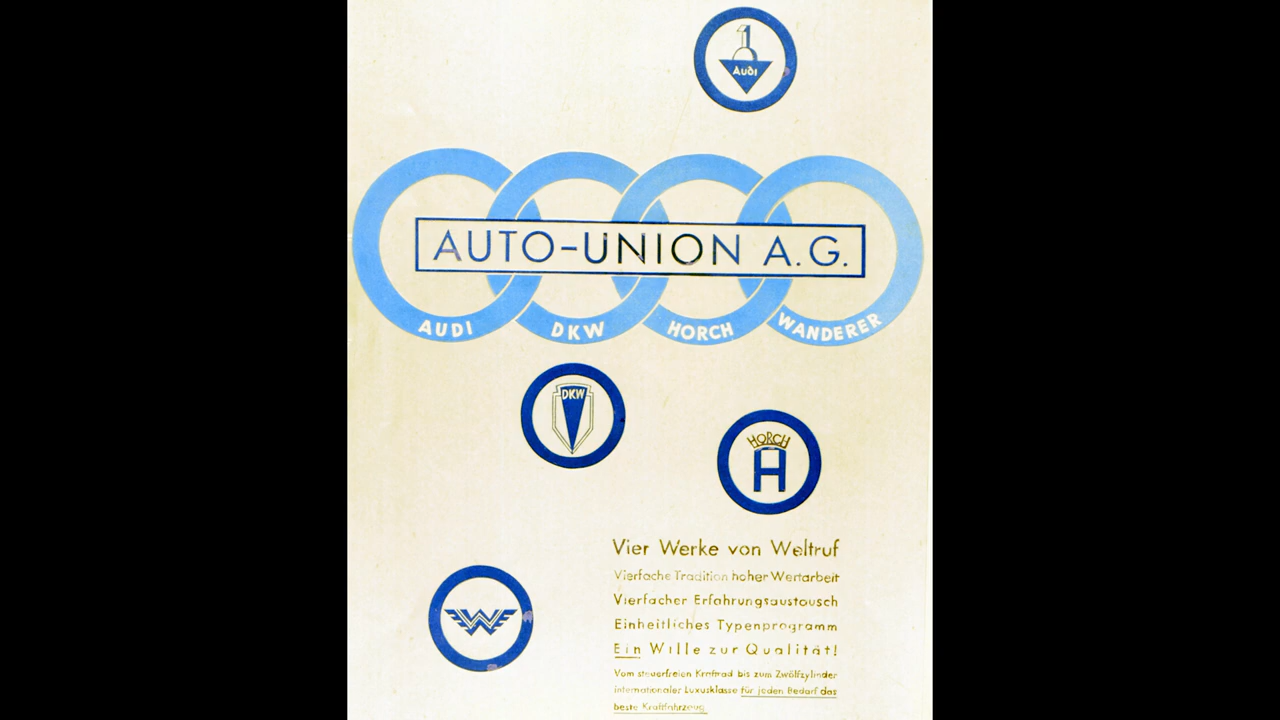 Audi
AUTO-UNION A.G.
AUDI DKW HORCH WANDERER
DKW
HORCH
H
W
Vier Werke von Weltruf
Vierfache Tradition hoher Wertarbeit
Vierfacher Erfahrungsaustausch
Einheitliches Typenprogramm
Ein Wille zur Qualität!
Vom steuerfreien Kraftrad bis zum Zwölfzylinder
internationaler Luxusklasse für jeden Bedarf das
beste Kraftfahrzeug.